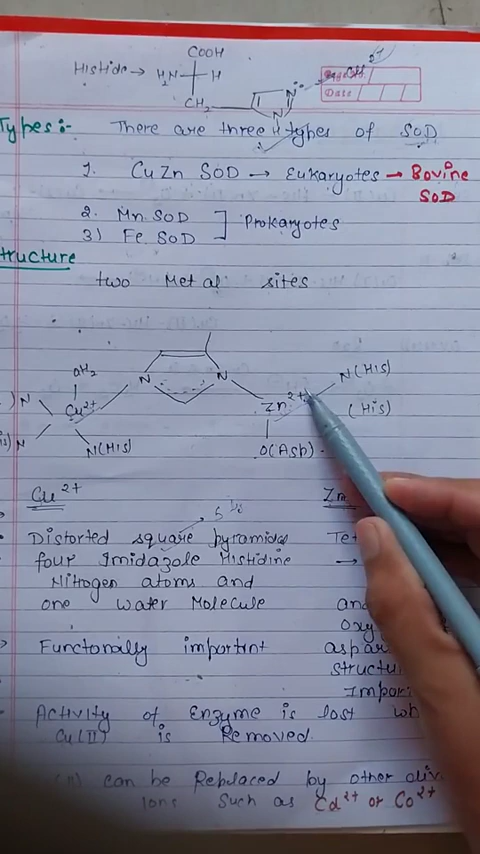 COOH
Histide → H2N H
CH2 N
N
Date
Types:- There are three types of SOD
1. CuZn SOD → Eukaryotes → Bovine
SOD
2. Mn SOD
3) Fe SOD ] Prokaryotes
Structure
two Metal sites
OH2 N N N(His)
N Cu2+ Zn2+ (His)
N N(His) O(Asp)
Cu2+ Zn
Distorted square pyramidal
four Imidazole Histidine →
Nitrogen atoms and
one water Molecule and
Functionally important
Activity of Enzyme is lost
Cu(II) is Removed
can be Replaced by other
Ions such as Cd2+ or Co2+